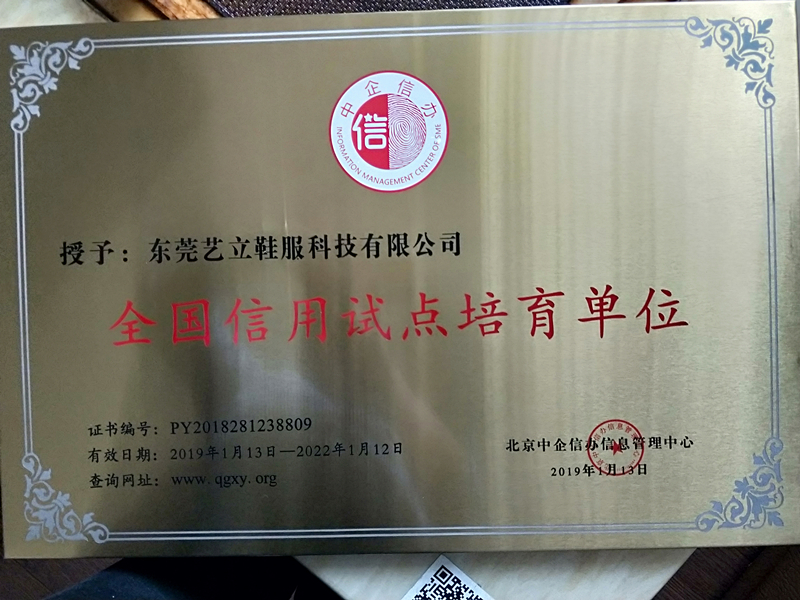 中企信办
信
INFORMATION MANAGEMENT CENTER OF SME
授予：东莞艺立鞋服科技有限公司
全国信用试点培育单位
证书编号：PY2018281238809
有效日期：2019年1月13日—2022年1月12日
查询网址：www.qgxy.org
北京中企信办信息管理中心
2019年1月13日